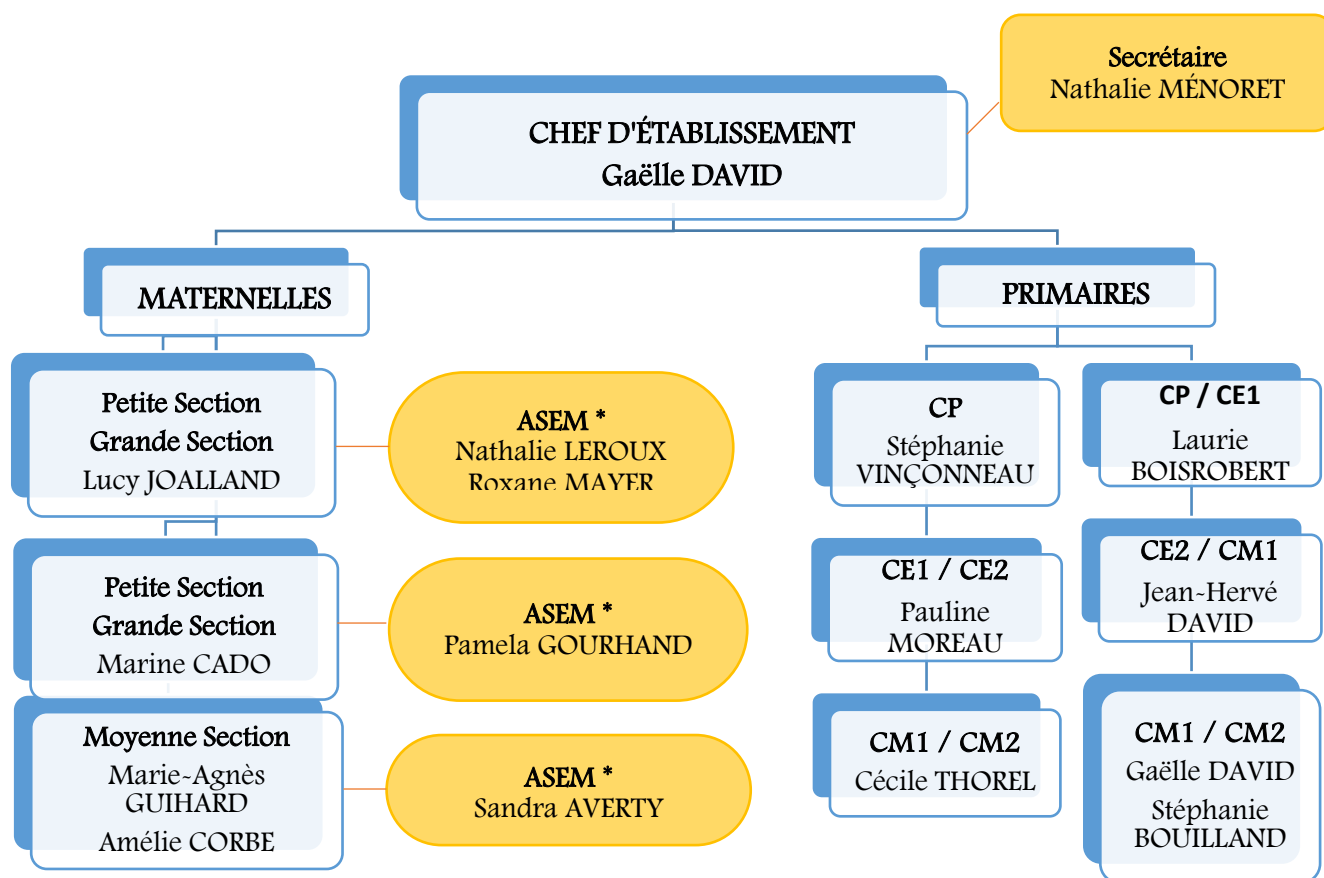 Secrétaire
Nathalie MÉNORET
CHEF D'ÉTABLISSEMENT
Gaëlle DAVID
MATERNELLES
Petite Section
Grande Section
Lucy JOALLAND
ASEM *
Nathalie LEROUX
Roxane MAYER
Petite Section
Grande Section
Marine CADO
ASEM *
Pamela GOURHAND
Moyenne Section
Marie-Agnès
GUIHARD
Amélie CORBE
ASEM *
Sandra AVERTY
PRIMAIRES
CP
Stéphanie
VINÇONNEAU
CE1 / CE2
Pauline
MOREAU
CM1 / CM2
Cécile THOREL
CP / CE1
Laurie
BOISROBERT
CE2 / CM1
Jean-Hervé
DAVID
CM1 / CM2
Gaëlle DAVID
Stéphanie
BOUILLAND